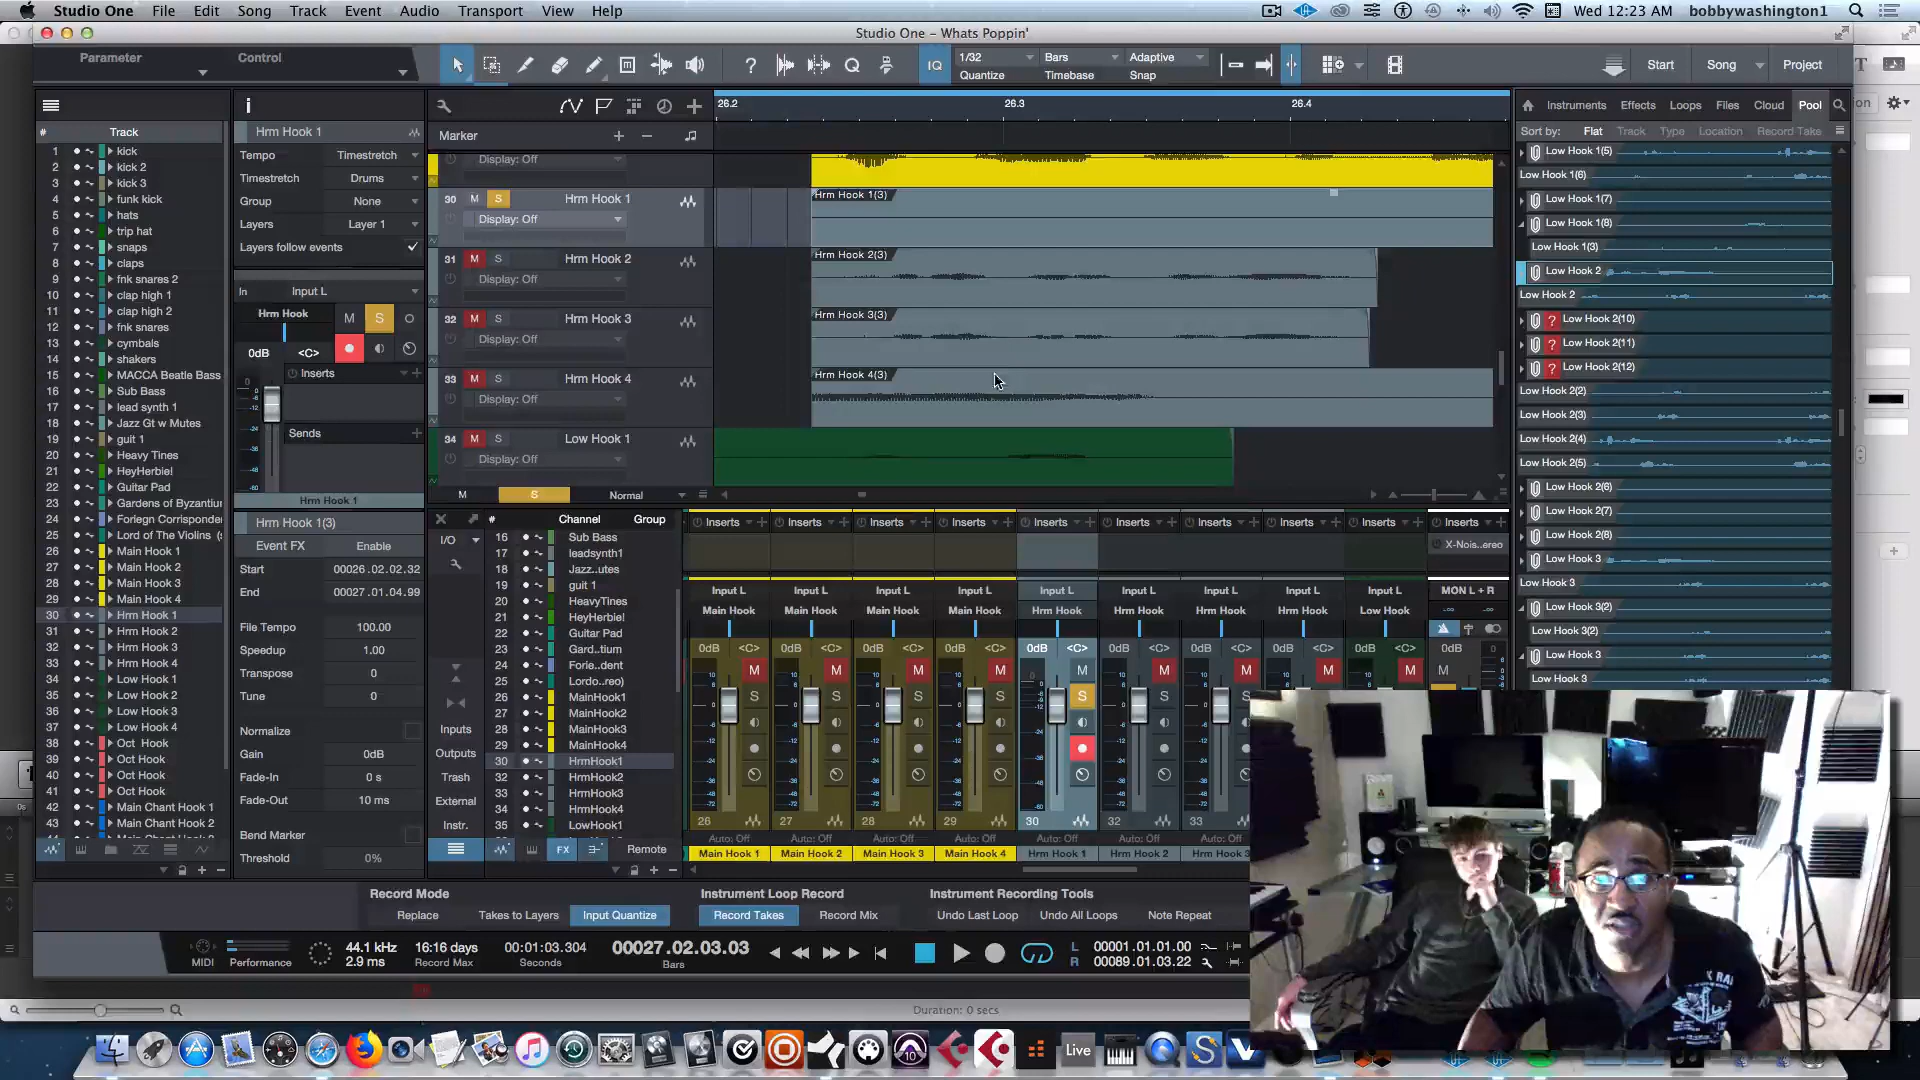 Studio One File Edit Song Track Event Audio Transport View Help Wed 12:23 AM bobbywashington1
Studio One – Whats Poppin'
Parameter Control 1/32 Bars Adaptive Start Song Project
IQ Quantize Timebase Snap
Instruments Effects Loops Files Cloud Pool
Sort by: Flat Track Type Location Record Take
# Track
1 kick
2 kick 2
3 kick 3
4 funk kick
5 hats
6 trip hat
7 snaps
8 claps
9 fnk snares 2
10 clap high 1
11 clap high 2
12 fnk snares
13 cymbals
14 shakers
15 MACCA Beatle Bass
16 Sub Bass
17 lead synth 1
18 Jazz Gt w Mutes
19 guit 1
20 Heavy Tines
21 HeyHerbie!
22 Guitar Pad
23 Gardens of Byzantiu
24 Foriegn Corrisponde
25 Lord of The Violins (s
26 Main Hook 1
27 Main Hook 2
28 Main Hook 3
29 Main Hook 4
30 Hrm Hook 1
31 Hrm Hook 2
32 Hrm Hook 3
33 Hrm Hook 4
34 Low Hook 1
35 Low Hook 2
36 Low Hook 3
37 Low Hook 4
38 Oct Hook
39 Oct Hook
40 Oct Hook
41 Oct Hook
42 Main Chant Hook 1
43 Main Chant Hook 2
Hrm Hook 1
Tempo Timestretch
Timestretch Drums
Group None
Layers Layer 1
Layers follow events
In Input L
Hrm Hook M S
0dB <C>
Inserts
Sends
Hrm Hook 1
Hrm Hook 1(3)
Event FX Enable
Start 00026.02.02.32
End 00027.01.04.99
File Tempo 100.00
Speedup 1.00
Transpose 0
Tune 0
Normalize
Gain 0dB
Fade-In 0 s
Fade-Out 10 ms
Bend Marker
Threshold 0%
Marker
26.2 26.3 26.4
Display: Off
30 M S Hrm Hook 1
Display: Off
Hrm Hook 1(3)
31 M S Hrm Hook 2
Display: Off
Hrm Hook 2(3)
32 M S Hrm Hook 3
Display: Off
Hrm Hook 3(3)
33 M S Hrm Hook 4
Display: Off
Hrm Hook 4(3)
34 M S Low Hook 1
Display: Off
M S Normal
# Channel Group
I/O
16 Sub Bass
17 leadsynth1
18 Jazz..utes
19 guit 1
20 HeavyTines
21 HeyHerbie!
22 Guitar Pad
23 Gard..tium
24 Forie..dent
25 Lordo..reo)
26 MainHook1
27 MainHook2
28 MainHook3
29 MainHook4
30 HrmHook1
32 HrmHook2
33 HrmHook3
34 HrmHook4
35 LowHook1
Inputs
Outputs
Trash
External
Instr.
FX Remote
Inserts Inserts Inserts Inserts Inserts Inserts Inserts Inserts Inserts Inserts
X-Nois..ereo
Input L Input L Input L Input L Input L Input L Input L Input L Input L MON L + R
Main Hook Main Hook Main Hook Main Hook Hrm Hook Hrm Hook Hrm Hook Hrm Hook Low Hook
0dB <C> 0dB <C> 0dB <C> 0dB <C> 0dB <C> 0dB <C> 0dB <C> 0dB <C> 0dB <C>
26 27 28 29 30 32 33
Auto: Off Auto: Off Auto: Off Auto: Off Auto: Off Auto: Off Auto: Off
Main Hook 1 Main Hook 2 Main Hook 3 Main Hook 4 Hrm Hook 1 Hrm Hook 2 Hrm Hook 3
Low Hook 1(5)
Low Hook 1(6)
Low Hook 1(7)
Low Hook 1(8)
Low Hook 1(3)
Low Hook 2
Low Hook 2
? Low Hook 2(10)
? Low Hook 2(11)
? Low Hook 2(12)
Low Hook 2(2)
Low Hook 2(3)
Low Hook 2(4)
Low Hook 2(5)
Low Hook 2(6)
Low Hook 2(7)
Low Hook 2(8)
Low Hook 3
Low Hook 3
Low Hook 3(2)
Low Hook 3(2)
Low Hook 3
Low Hook 3
Record Mode Instrument Loop Record Instrument Recording Tools
Replace Takes to Layers Input Quantize Record Takes Record Mix Undo Last Loop Undo All Loops Note Repeat
MIDI Performance
44.1 kHz 16:16 days 00:01:03.304 00027.02.03.03 L 00001.01.01.00
2.9 ms Record Max Seconds Bars R 00089.01.03.22
Duration: 0 secs
Live